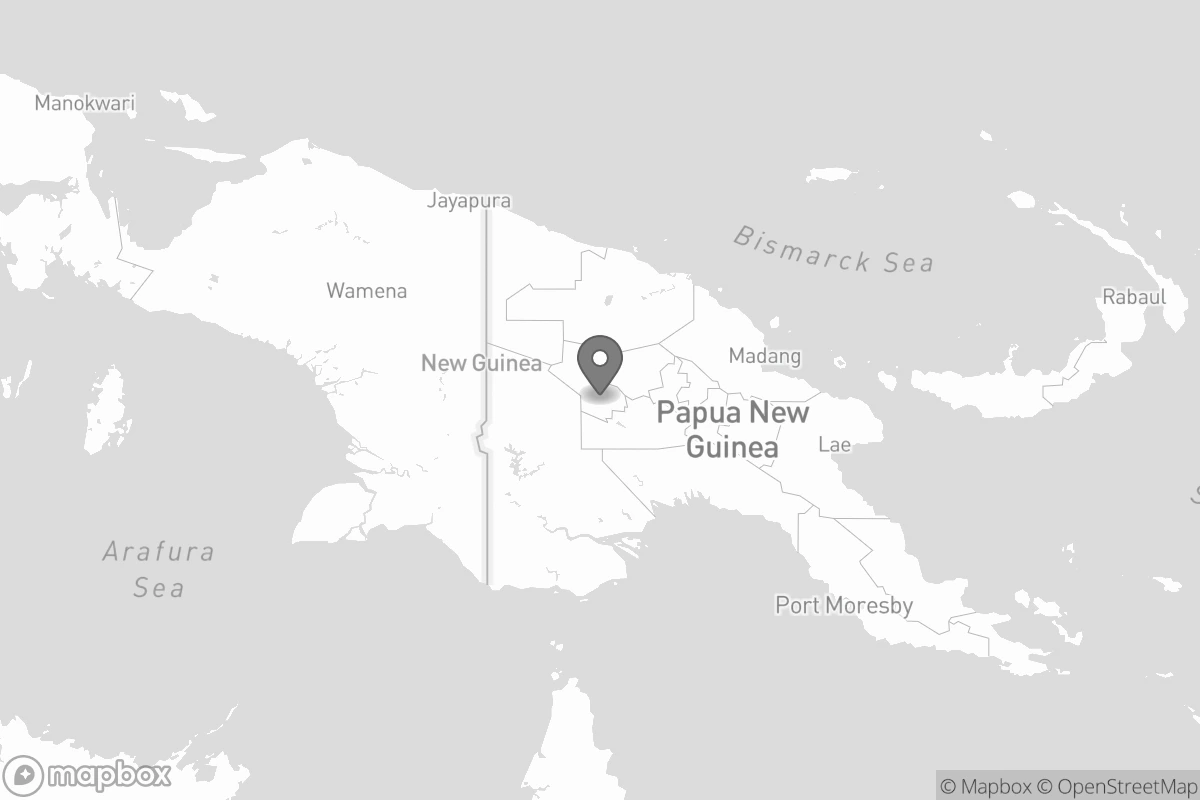 Manokwari
Jayapura
Bismarck Sea
Wamena
Rabaul
New Guinea
Madang
Papua New
Guinea
Lae
S
Arafura
Sea
Port Moresby
mapbox
© Mapbox © OpenStreetMap